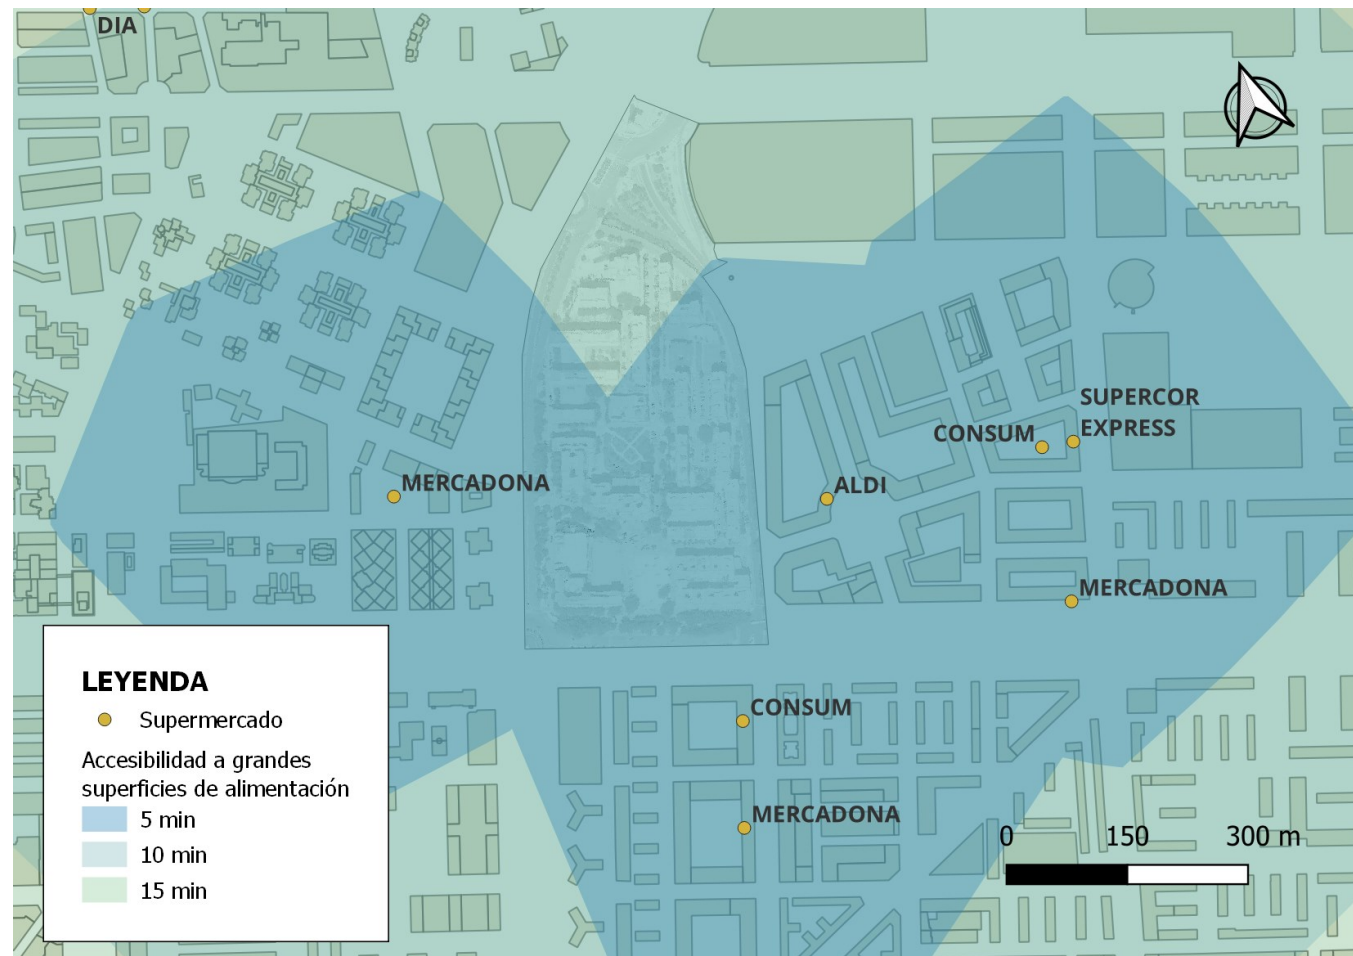 DIA
SUPERCOR
EXPRESS
CONSUM
MERCADONA
ALDI
MERCADONA
CONSUM
MERCADONA
LEYENDA
Supermercado
Accesibilidad a grandes
superficies de alimentación
5 min
10 min
15 min
0 150 300 m